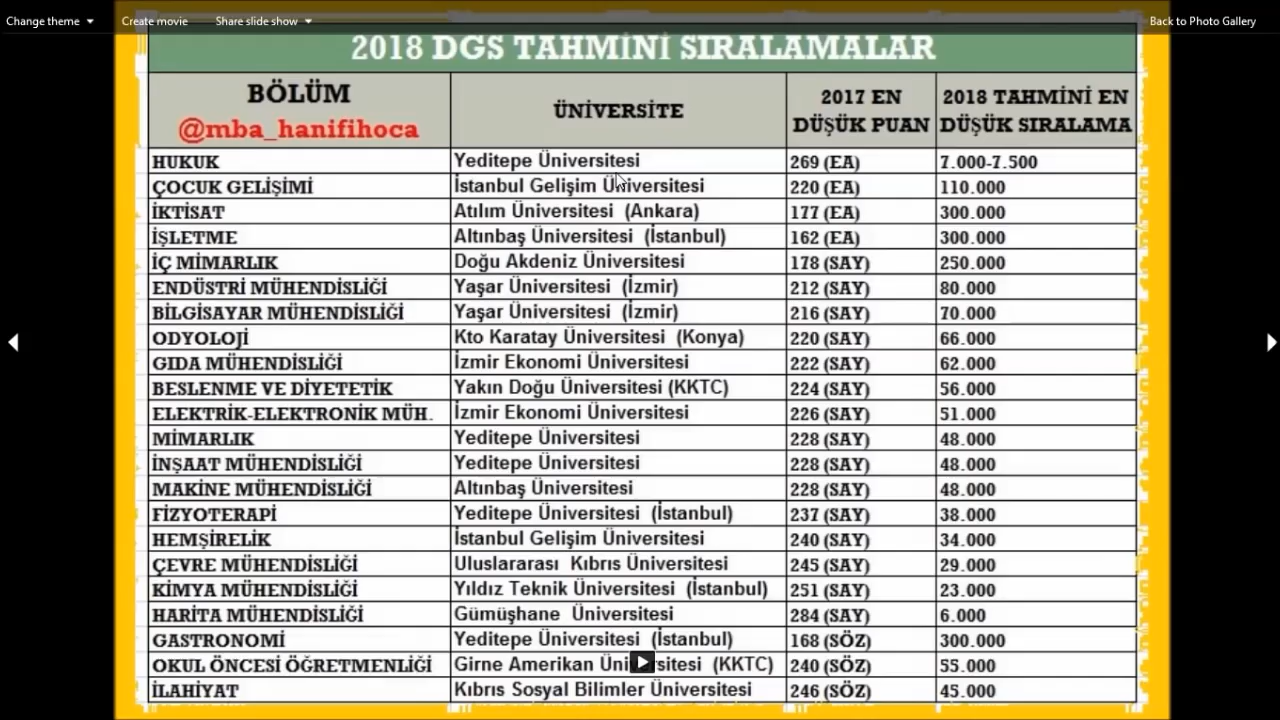 Change theme Create movie Share slide show Back to Photo Gallery
2018 DGS TAHMİNİ SIRALAMALAR
BÖLÜM
@mba_hanifihoca
ÜNİVERSİTE
2017 EN
DÜŞÜK PUAN
2018 TAHMİNİ EN
DÜŞÜK SIRALAMA
HUKUK Yeditepe Üniversitesi 269 (EA) 7.000-7.500
ÇOCUK GELİŞİMİ İstanbul Gelişim Üniversitesi 220 (EA) 110.000
İKTİSAT Atılım Üniversitesi (Ankara) 177 (EA) 300.000
İŞLETME Altınbaş Üniversitesi (İstanbul) 162 (EA) 300.000
İÇ MİMARLIK Doğu Akdeniz Üniversitesi 178 (SAY) 250.000
ENDÜSTRİ MÜHENDİSLİĞİ Yaşar Üniversitesi (İzmir) 212 (SAY) 80.000
BİLGİSAYAR MÜHENDİSLİĞİ Yaşar Üniversitesi (İzmir) 216 (SAY) 70.000
ODYOLOJİ Kto Karatay Üniversitesi (Konya) 220 (SAY) 66.000
GIDA MÜHENDİSLİĞİ İzmir Ekonomi Üniversitesi 222 (SAY) 62.000
BESLENME VE DİYETETİK Yakın Doğu Üniversitesi (KKTC) 224 (SAY) 56.000
ELEKTRİK-ELEKTRONİK MÜH. İzmir Ekonomi Üniversitesi 226 (SAY) 51.000
MİMARLIK Yeditepe Üniversitesi 228 (SAY) 48.000
İNŞAAT MÜHENDİSLİĞİ Yeditepe Üniversitesi 228 (SAY) 48.000
MAKİNE MÜHENDİSLİĞİ Altınbaş Üniversitesi 228 (SAY) 48.000
FİZYOTERAPİ Yeditepe Üniversitesi (İstanbul) 237 (SAY) 38.000
HEMŞİRELİK İstanbul Gelişim Üniversitesi 240 (SAY) 34.000
ÇEVRE MÜHENDİSLİĞİ Uluslararası Kıbrıs Üniversitesi 245 (SAY) 29.000
KİMYA MÜHENDİSLİĞİ Yıldız Teknik Üniversitesi (İstanbul) 251 (SAY) 23.000
HARİTA MÜHENDİSLİĞİ Gümüşhane Üniversitesi 284 (SAY) 6.000
GASTRONOMİ Yeditepe Üniversitesi (İstanbul) 168 (SÖZ) 300.000
OKUL ÖNCESİ ÖĞRETMENLİĞİ Girne Amerikan Üniversitesi (KKTC) 240 (SÖZ) 55.000
İLAHİYAT Kıbrıs Sosyal Bilimler Üniversitesi 246 (SÖZ) 45.000